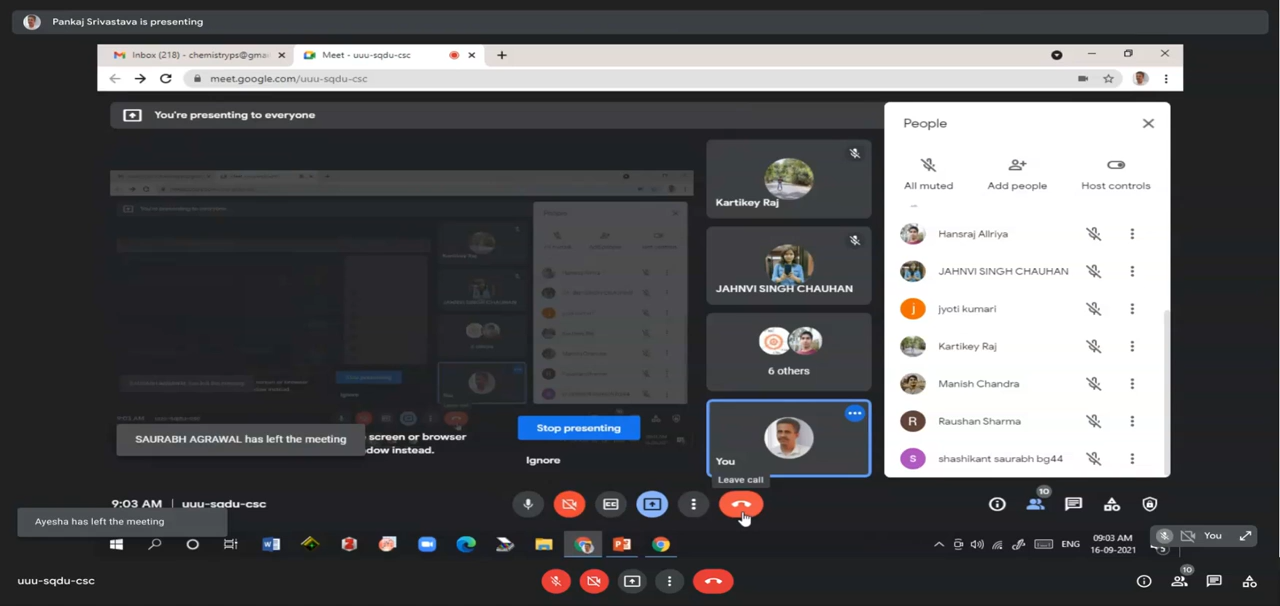 Pankaj Srivastava is presenting
Inbox (218) - chemistryps@gma
Meet - uuu-sqdu-csc
meet.google.com/uuu-sqdu-csc
You're presenting to everyone
People
All muted
Add people
Host controls
Kartikey Raj
Hansraj Allriya
JAHNVI SINGH CHAUHAN
JAHNVI SINGH CHAUHAN
jyoti kumari
Kartikey Raj
6 others
Manish Chandra
Raushan Sharma
shashikant saurabh bg44
SAURABH AGRAWAL has left the meeting
e screen or browser
dow instead.
Stop presenting
Ignore
You
Leave call
9:03 AM | uuu-sqdu-csc
10
Ayesha has left the meeting
ENG
09:03 AM
16-09-2021
You
uuu-sqdu-csc
10